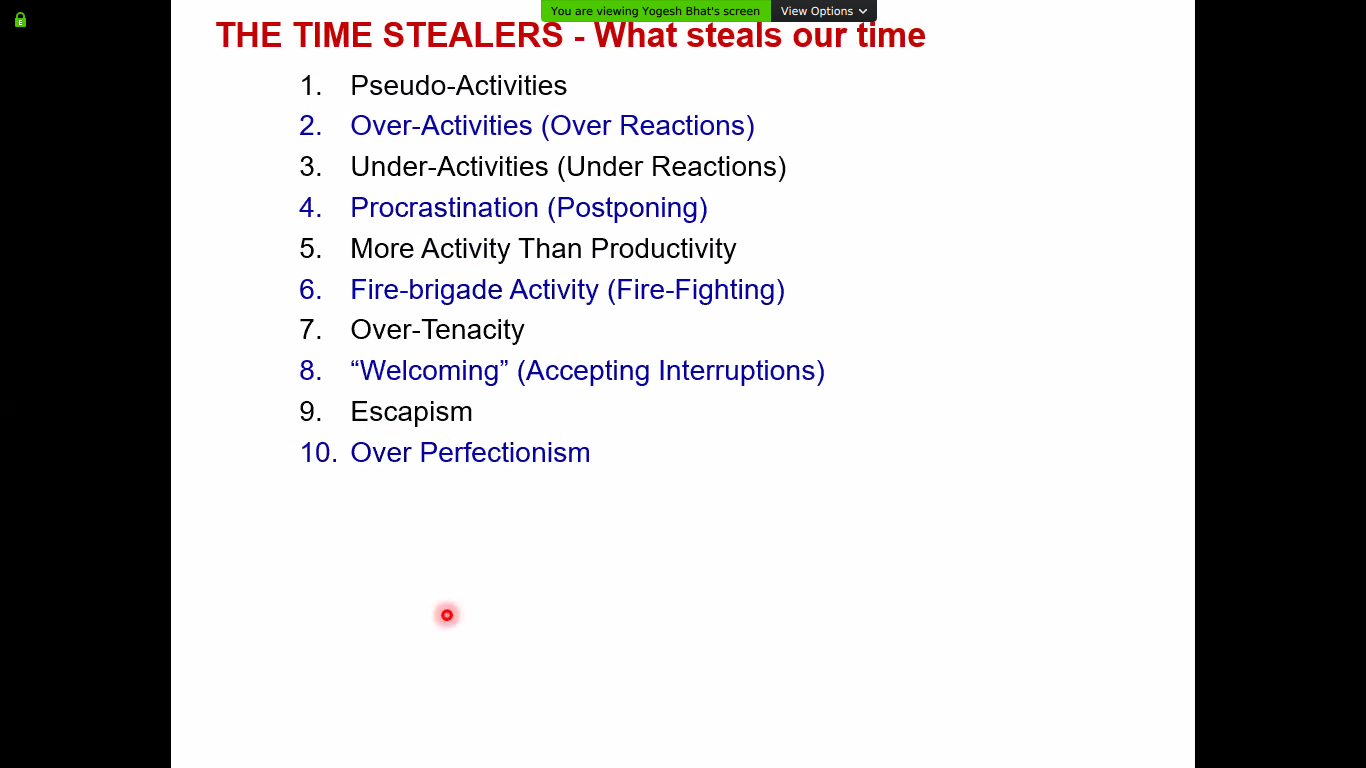 You are viewing Yogesh Bhat's screen View Options
THE TIME STEALERS - What steals our time
1. Pseudo-Activities
2. Over-Activities (Over Reactions)
3. Under-Activities (Under Reactions)
4. Procrastination (Postponing)
5. More Activity Than Productivity
6. Fire-brigade Activity (Fire-Fighting)
7. Over-Tenacity
8. “Welcoming” (Accepting Interruptions)
9. Escapism
10. Over Perfectionism